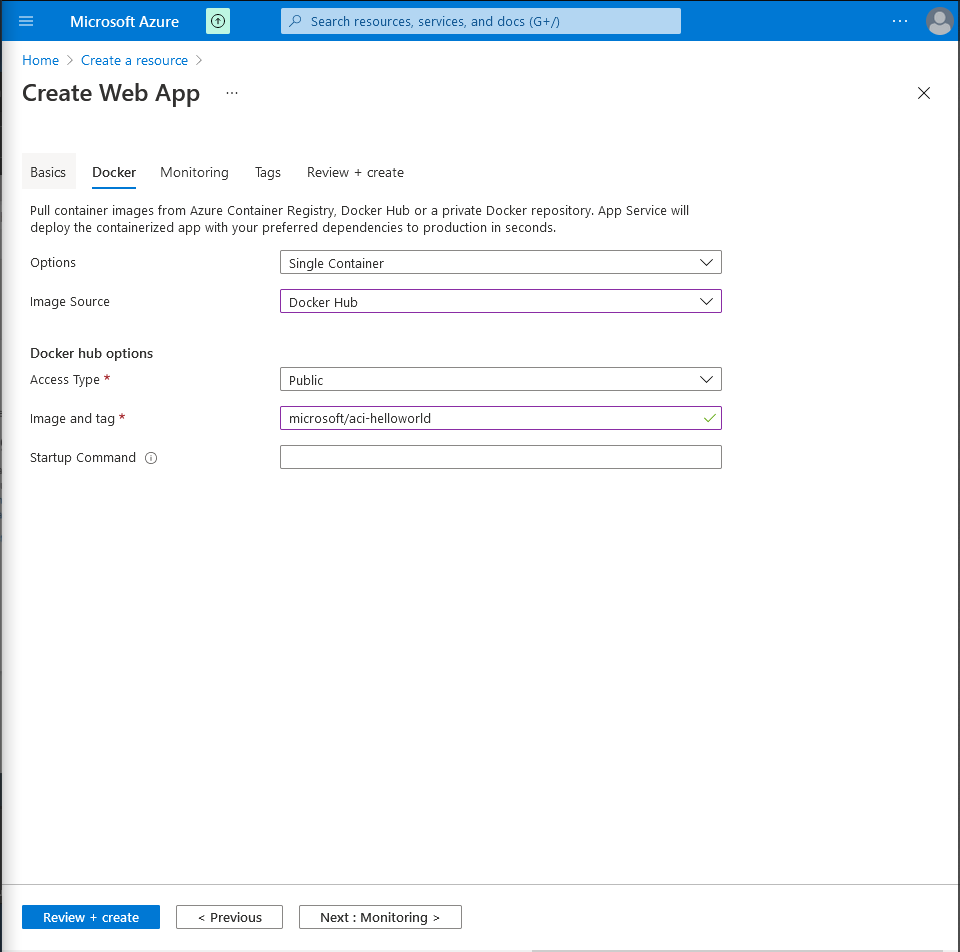 Microsoft Azure
Search resources, services, and docs (G+/)
...
Home > Create a resource >
Create Web App ...
Basics Docker Monitoring Tags Review + create
Pull container images from Azure Container Registry, Docker Hub or a private Docker repository. App Service will
deploy the containerized app with your preferred dependencies to production in seconds.
Options Single Container
Image Source Docker Hub
Docker hub options
Access Type * Public
Image and tag * microsoft/aci-helloworld
Startup Command
Review + create < Previous Next : Monitoring >